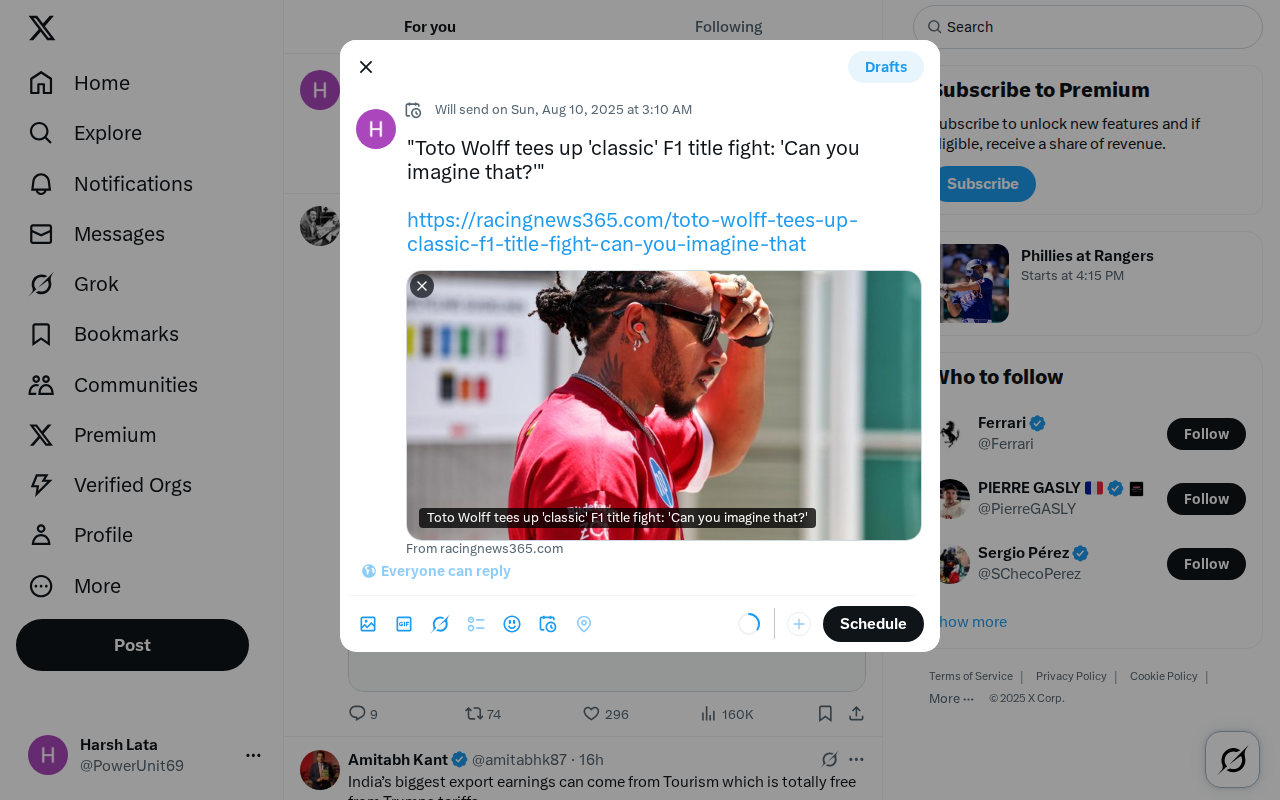 For you
Following
Search
Home
Explore
Notifications
Messages
Grok
Bookmarks
Communities
Premium
Verified Orgs
Profile
More
Post
H
Harsh Lata
@PowerUnit69
H
Drafts
Will send on Sun, Aug 10, 2025 at 3:10 AM
H
"Toto Wolff tees up 'classic' F1 title fight: 'Can you
imagine that?'"
https://racingnews365.com/toto-wolff-tees-up-
classic-f1-title-fight-can-you-imagine-that
Toto Wolff tees up 'classic' F1 title fight: 'Can you imagine that?'
From racingnews365.com
Everyone can reply
GIF
Schedule
9
74
296
160K
Amitabh Kant @amitabhk87 · 16h
India's biggest export earnings can come from Tourism which is totally free
from Trumps tariffs
ubscribe to Premium
ubscribe to unlock new features and if
ligible, receive a share of revenue.
Subscribe
Phillies at Rangers
Starts at 4:15 PM
Who to follow
Ferrari
@Ferrari
Follow
PIERRE GASLY
@PierreGASLY
Follow
Sergio Pérez
@SChecoPerez
Follow
how more
Terms of Service | Privacy Policy | Cookie Policy |
More ··· © 2025 X Corp.